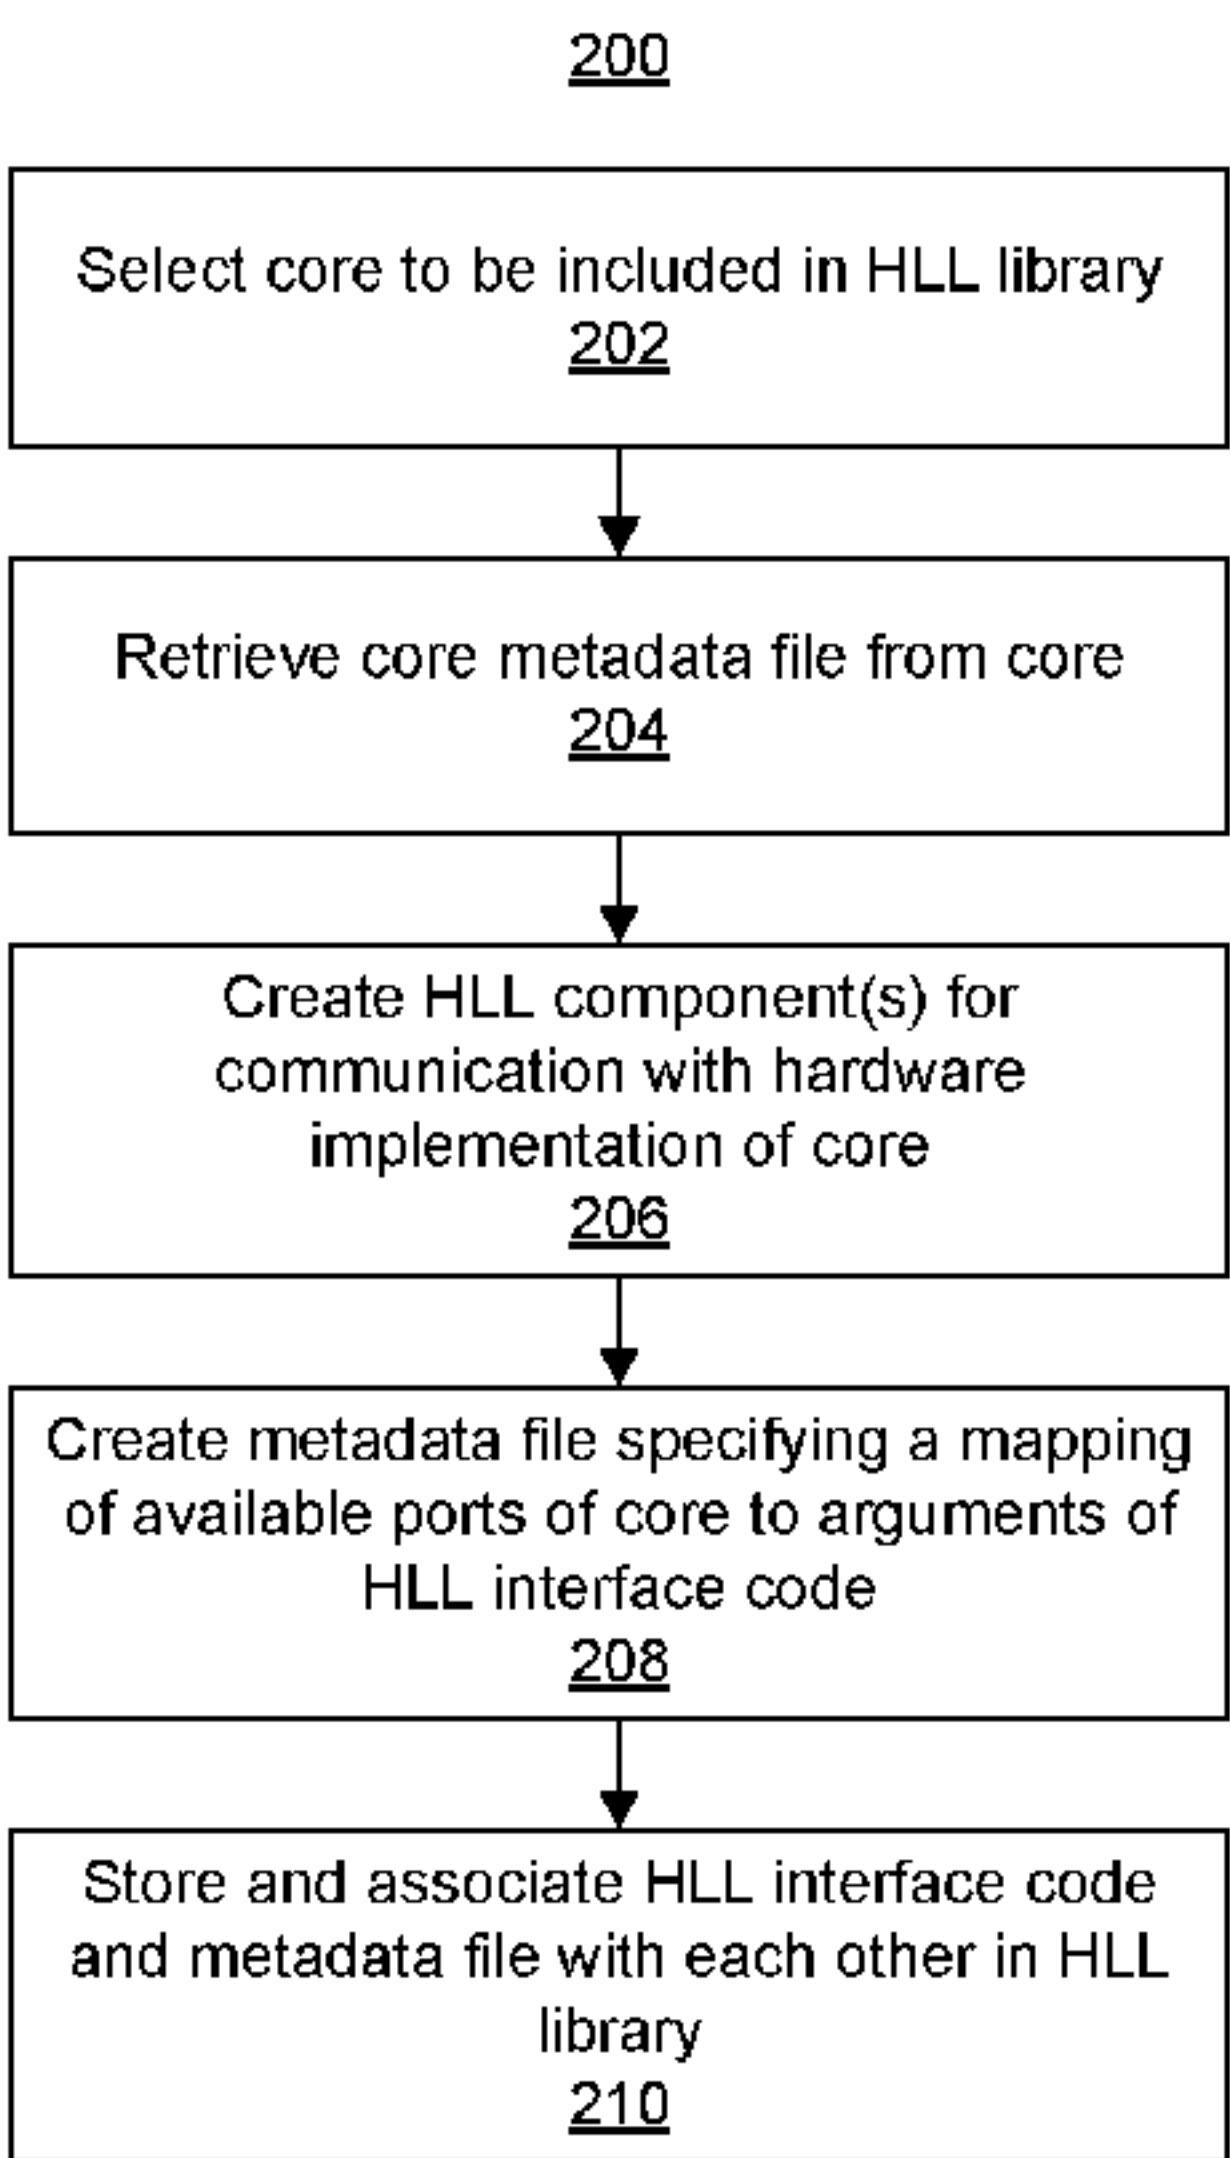 200
Select core to be included in HLL library
202
Retrieve core metadata file from core
204
Create HLL component(s) for
communication with hardware
implementation of core
206
Create metadata file specifying a mapping
of available ports of core to arguments of
HLL interface code
208
Store and associate HLL interface code
and metadata file with each other in HLL
library
210